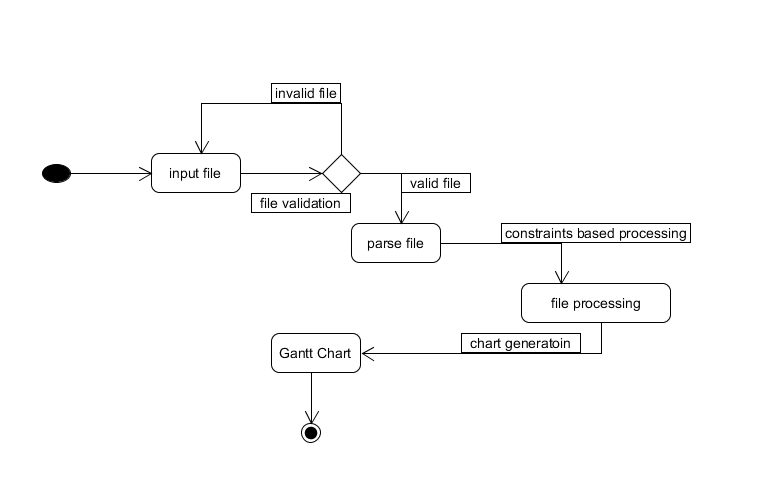 invalid file
input file
file validation
valid file
parse file
constraints based processing
file processing
chart generatoin
Gantt Chart